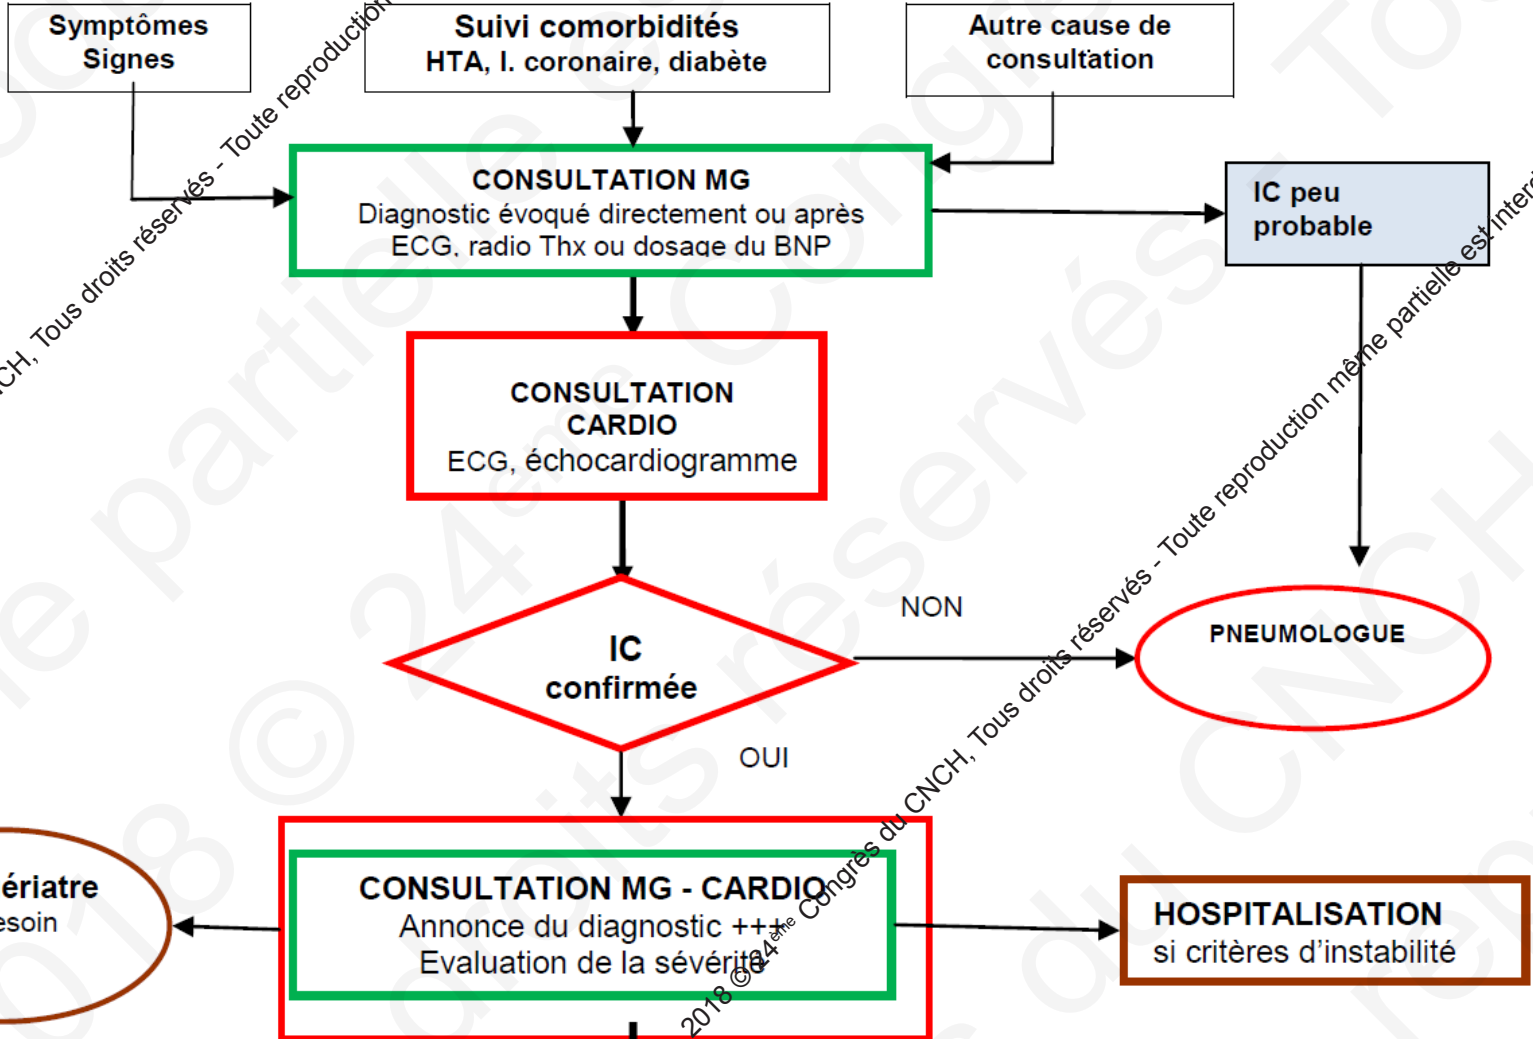 Symptômes
Signes
Suivi comorbidités
HTA, I. coronaire, diabète
Autre cause de
consultation
CONSULTATION MG
Diagnostic évoqué directement ou après
ECG, radio Thx ou dosage du BNP
IC peu
probable
CONSULTATION
CARDIO
ECG, échocardiogramme
IC
confirmée
NON
PNEUMOLOGUE
OUI
ériatre
esoin
CONSULTATION MG - CARDIO
Annonce du diagnostic +++
Evaluation de la sévérité
HOSPITALISATION
si critères d'instabilité
CH, Tous droits réservés - Toute reproduction
2018 © 24ème Congrès du CNCH, Tous droits réservés - Toute reproduction même partielle est inter